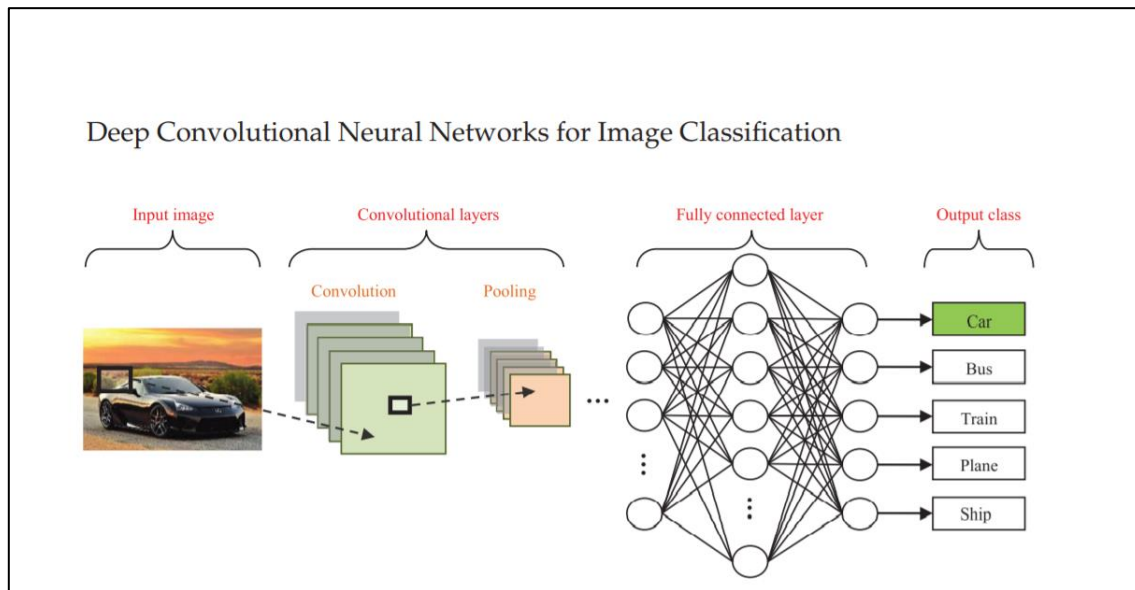 Deep Convolutional Neural Networks for Image Classification
Input image
Convolutional layers
Fully connected layer
Output class
Convolution
Pooling
Car
Bus
Train
Plane
Ship